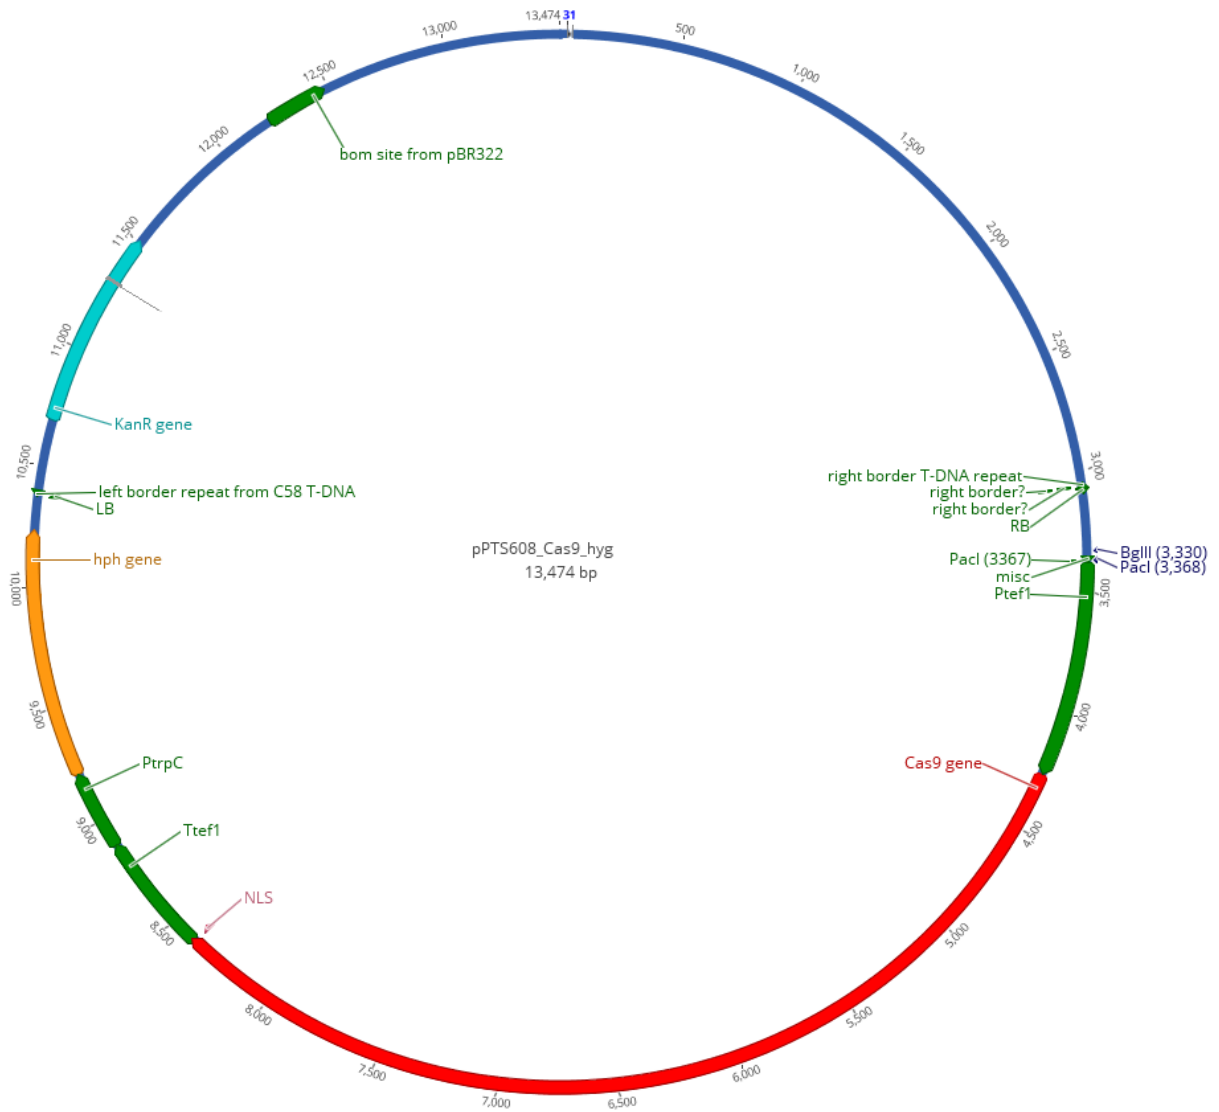 13,474 31
13,000
500
12,500
1,000
12,000
bom site from pBR322
1,500
11,500
2,000
11,000
2,500
KanR gene
10,500
3,000
right border T-DNA repeat
left border repeat from C58 T-DNA
right border?
LB
right border?
RB
pPTS608_Cas9_hyg
13,474 bp
hph gene
BglII (3,330)
PacI (3367)
PacI (3,368)
misc
10,000
Ptef1
3,500
9,500
4,000
PtrpC
Cas9 gene
9,000
Ttef1
4,500
NLS
8,500
5,000
8,000
5,500
7,500
6,000
7,000
6,500